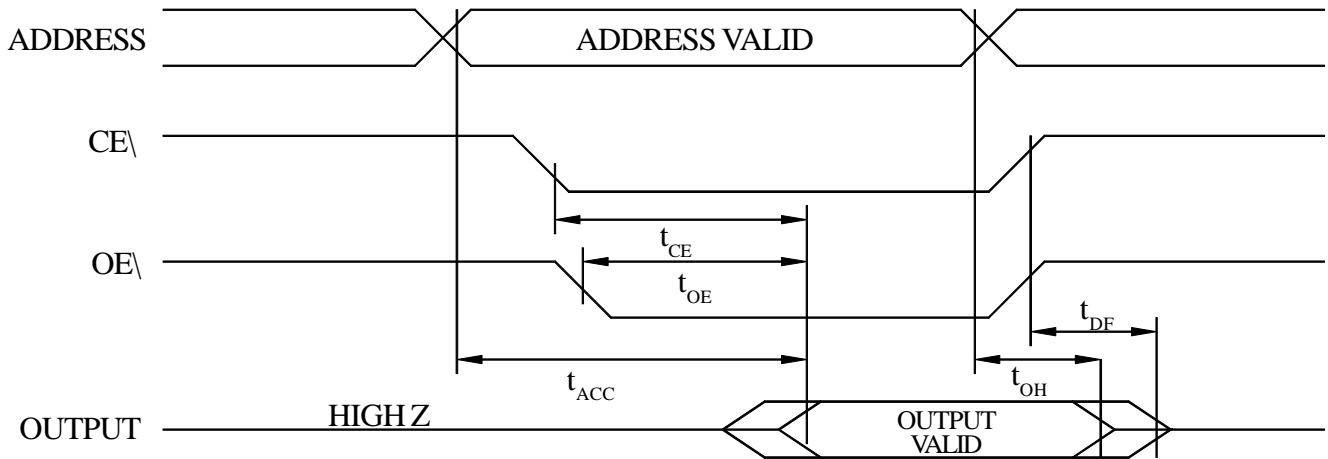 ADDRESS
ADDRESS VALID
CE\
t_CE
OE\
t_OE
t_DF
t_ACC
t_OH
OUTPUT
HIGH Z
OUTPUT
VALID